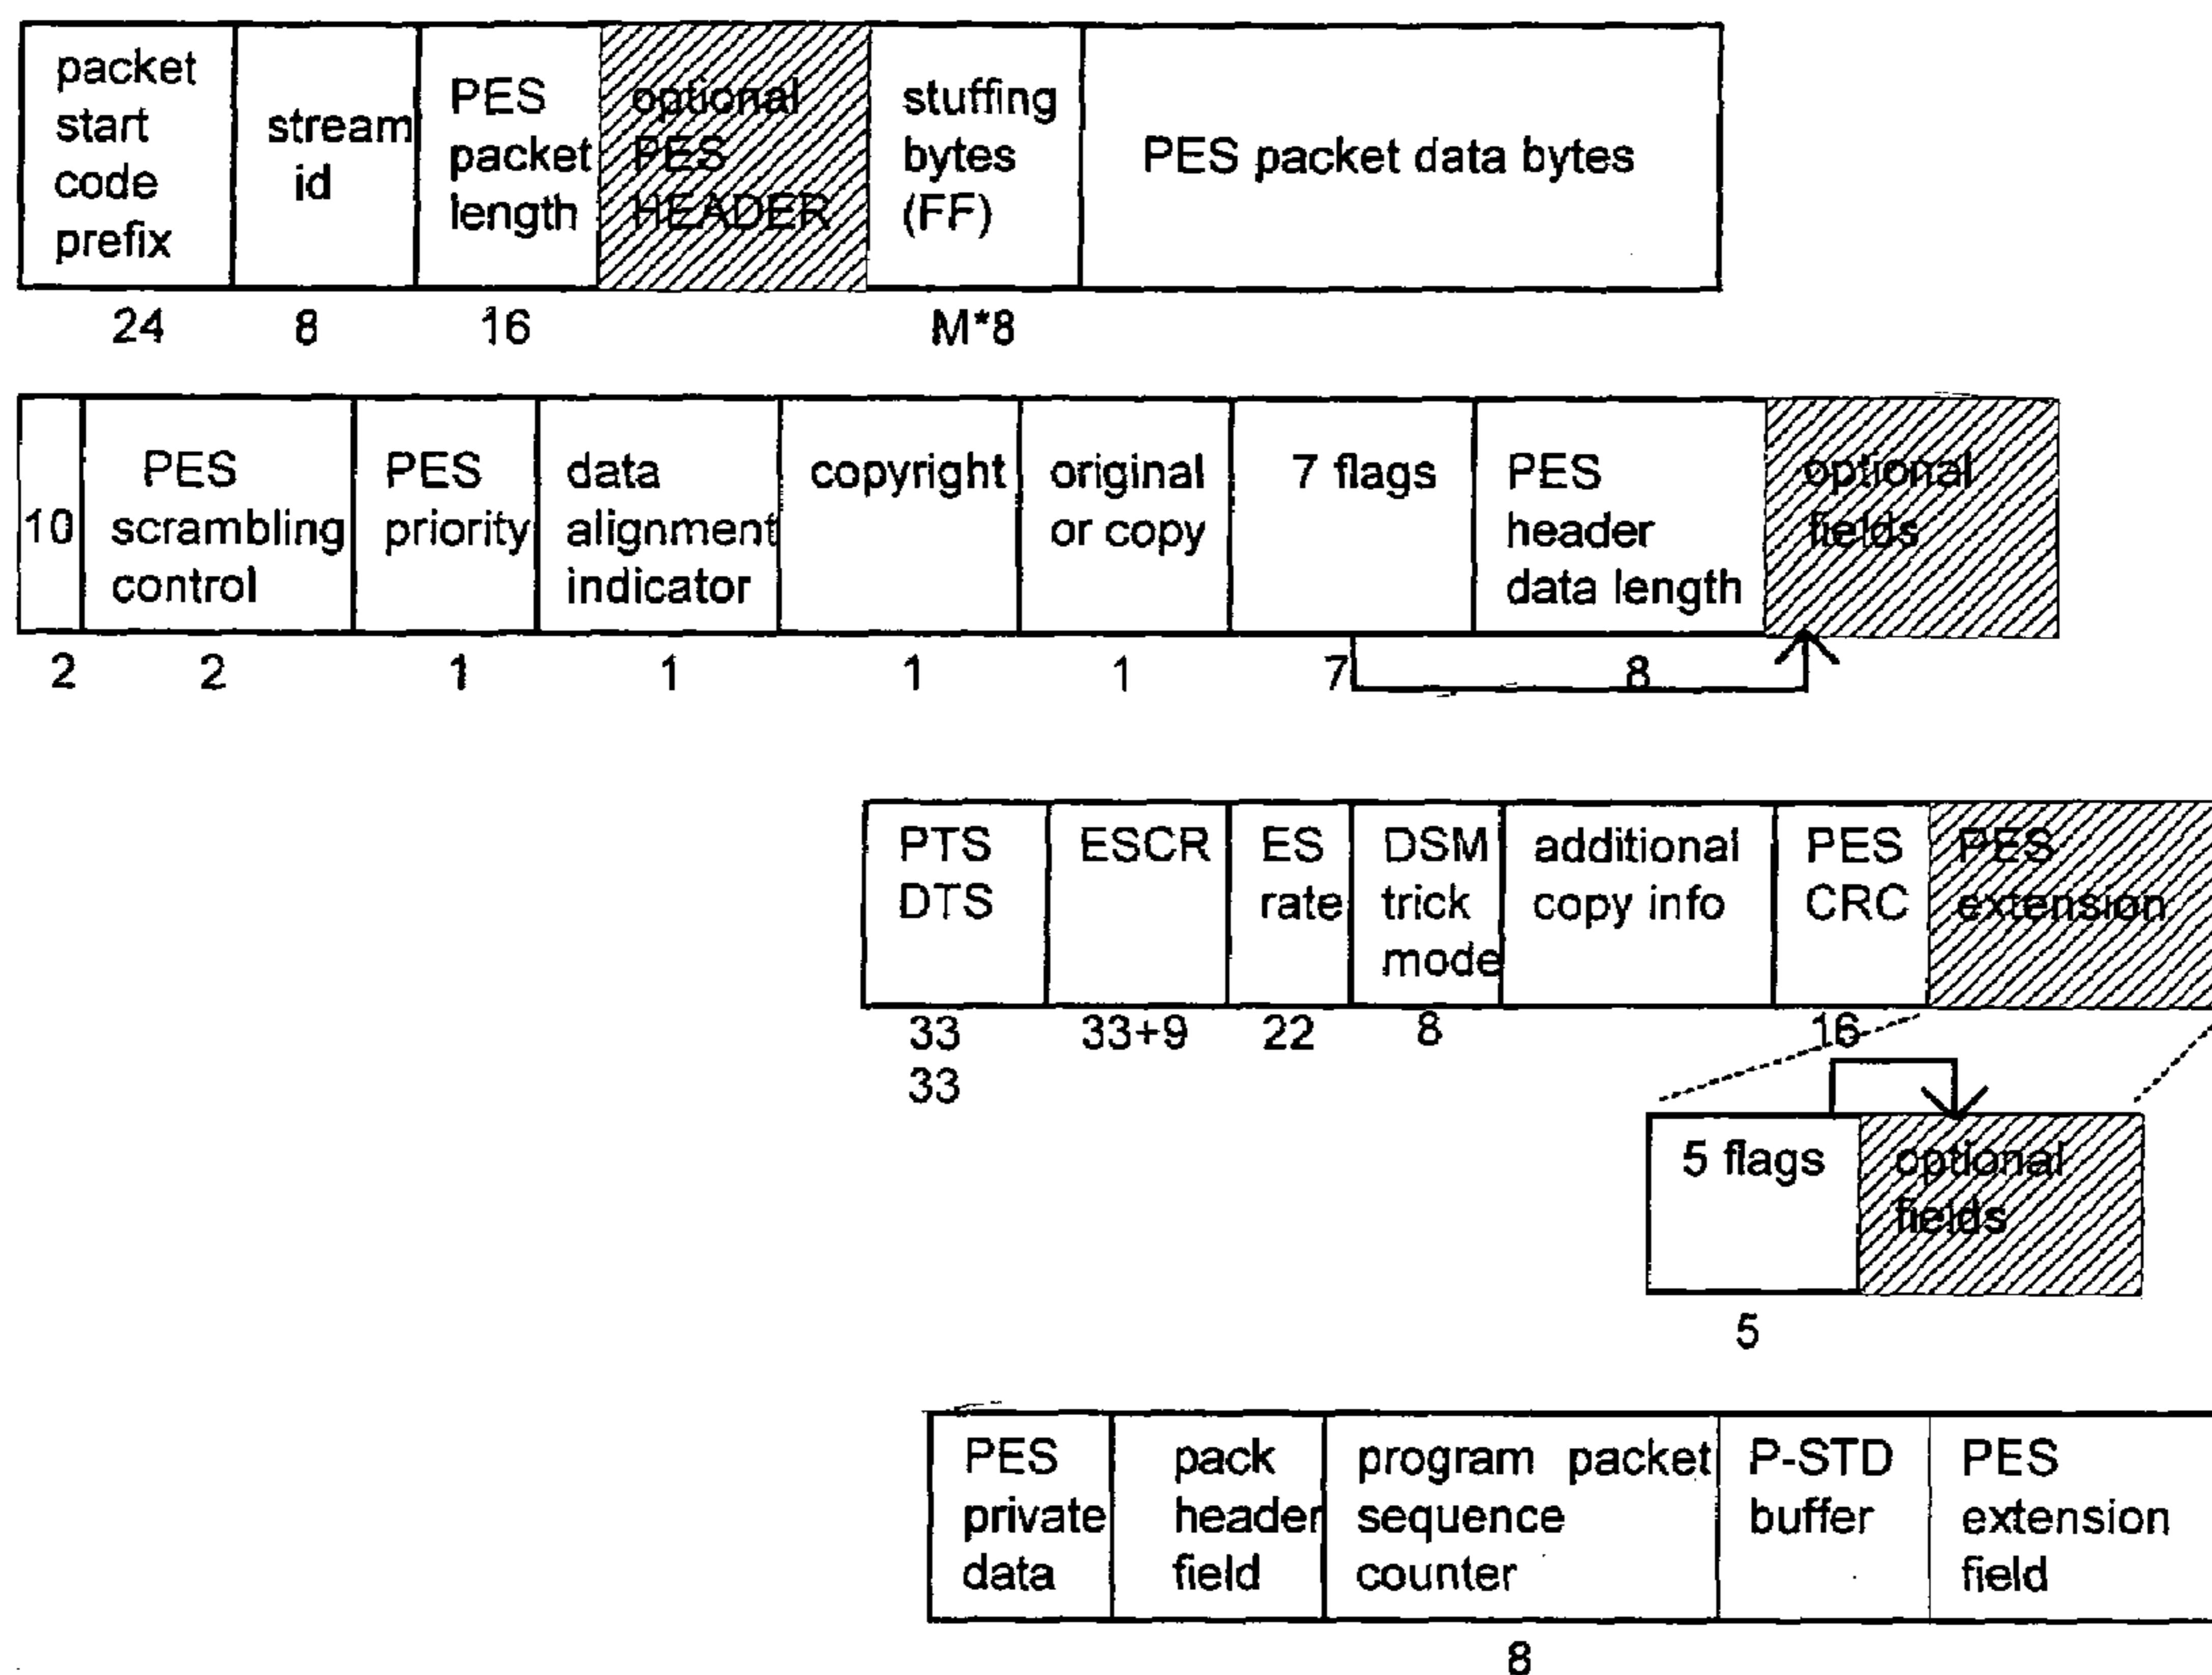 packet
start
code
prefix
stream
id
PES
packet
length
optional
PES
HEADER
stuffing
bytes
(FF)
PES packet data bytes
24
8
16
M*8
10
PES
scrambling
control
PES
priority
data
alignment
indicator
copyright
original
or copy
7 flags
PES
header
data length
optional
fields
2
2
1
1
1
1
7
8
PTS
DTS
ESCR
ES
rate
DSM
trick
mode
additional
copy info
PES
CRC
PES
extension
33
33
33+9
22
8
16
5 flags
optional
fields
5
PES
private
data
pack
header
field
program packet
sequence
counter
P-STD
buffer
PES
extension
field
8